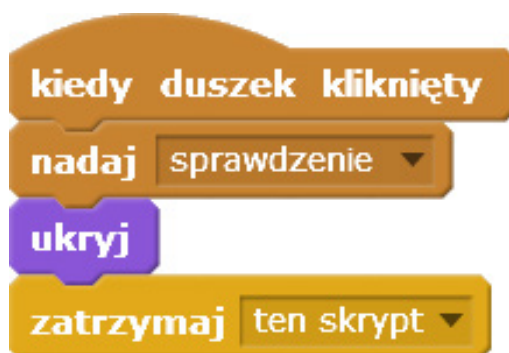 kiedy duszek kliknięty
nadaj sprawdzenie
ukryj
zatrzymaj ten skrypt